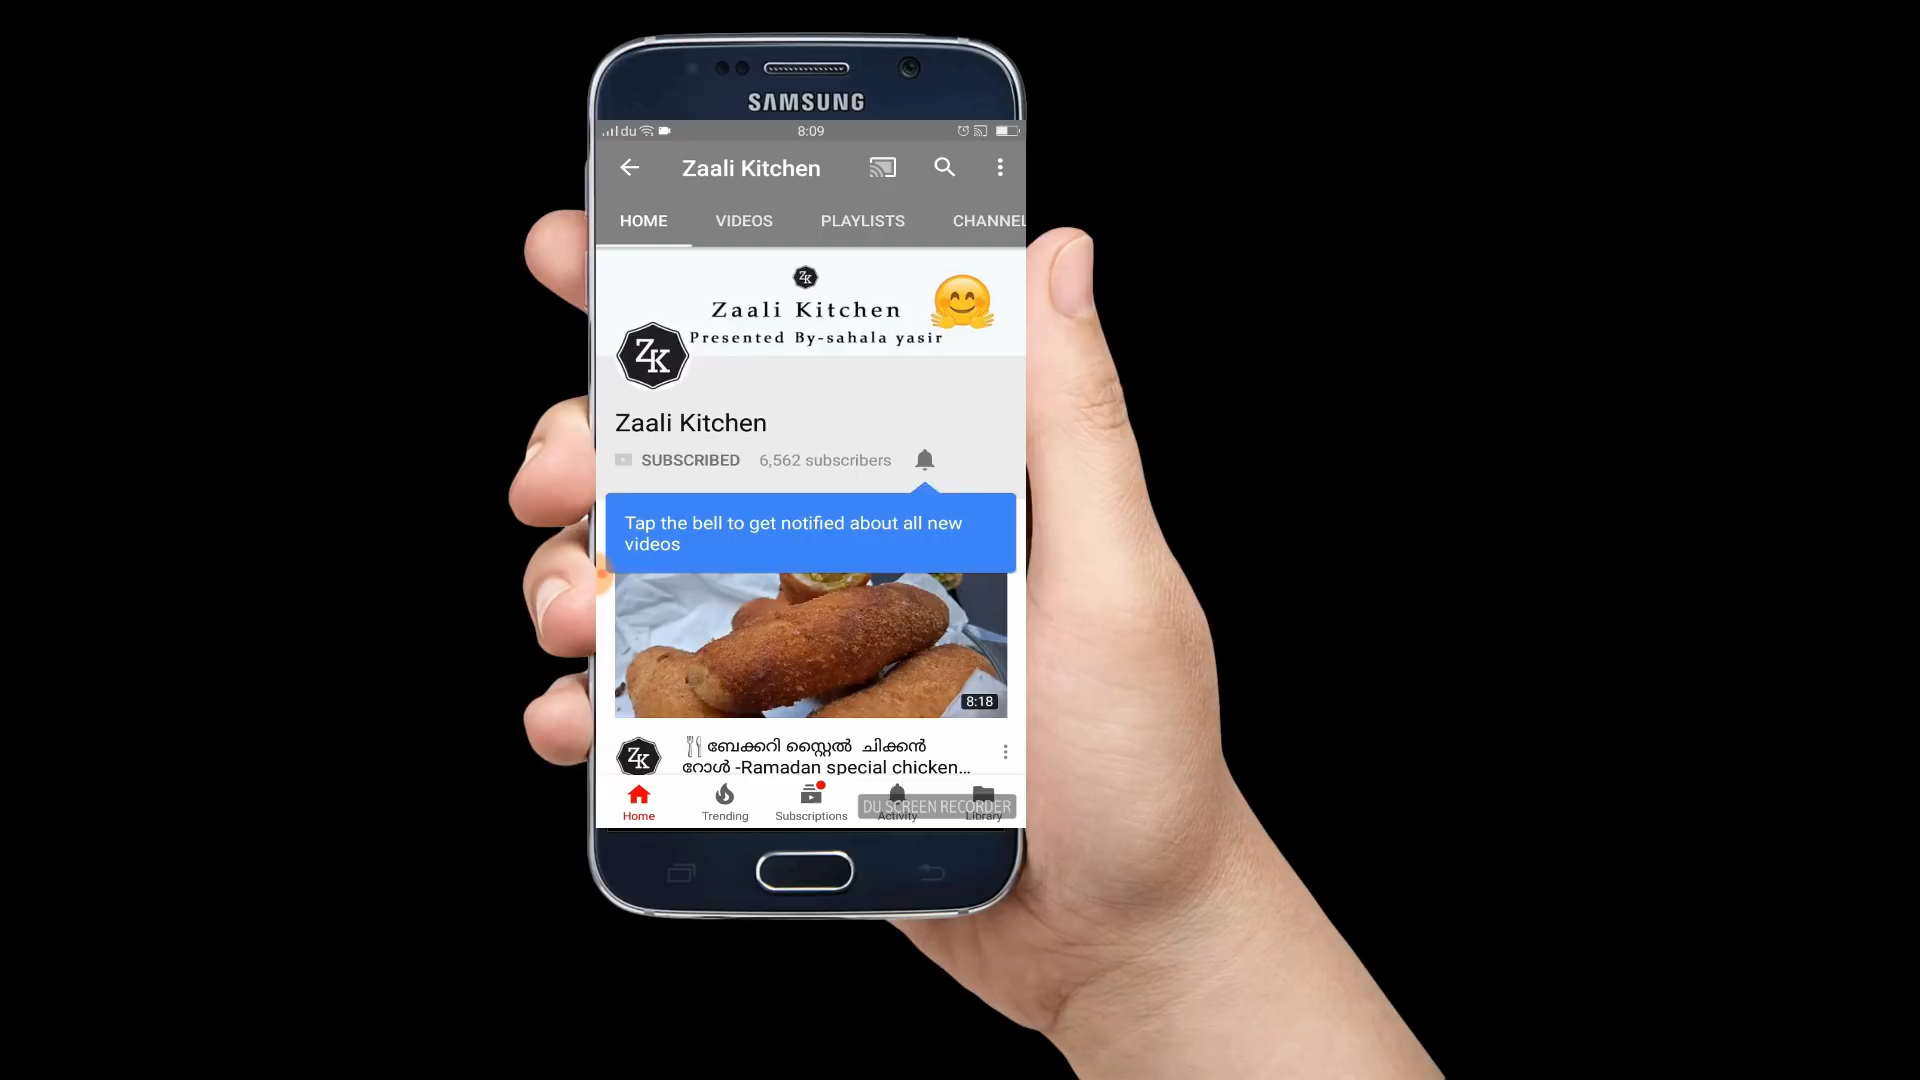 SAMSUNG
du 8:09
Zaali Kitchen
HOME VIDEOS PLAYLISTS CHANNEL
ZK
Zaali Kitchen
Presented By-sahala yasir
ZK
Zaali Kitchen
SUBSCRIBED 6,562 subscribers
Tap the bell to get notified about all new
videos
8:18
ZK
ബേക്കറി സ്റ്റൈൽ ചിക്കൻ
റോൾ -Ramadan special chicken...
DU SCREEN RECORDER
Home Trending Subscriptions Activity Library